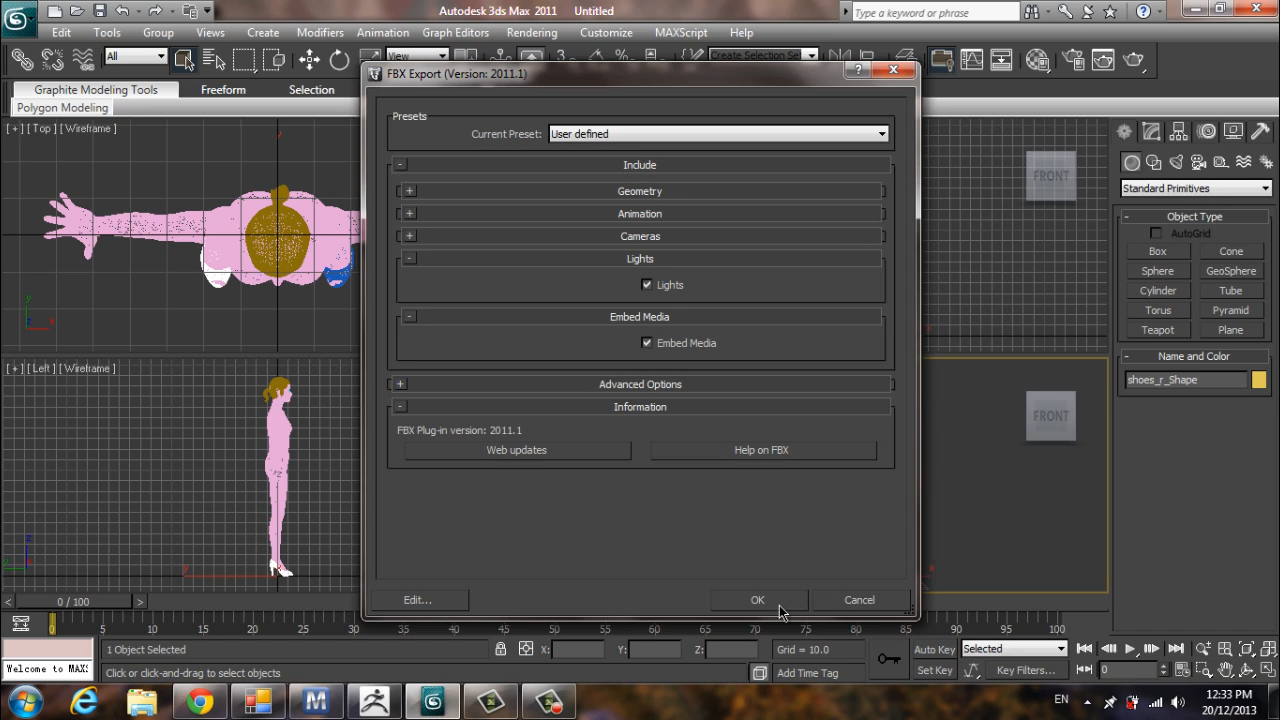 Autodesk 3ds Max 2011 Untitled
Type a keyword or phrase
Edit Tools Group Views Create Modifiers Animation Graph Editors Rendering Customize MAXScript Help
All View Create Selection Se
Graphite Modeling Tools Freeform Selection
Polygon Modeling
[ + ] [ Top ] [ Wireframe ]
[ + ] [ Left ] [ Wireframe ]
FBX Export (Version: 2011.1)
Presets
Current Preset: User defined
Include
Geometry
Animation
Cameras
Lights
Lights
Embed Media
Embed Media
Advanced Options
Information
FBX Plug-in version: 2011.1
Web updates Help on FBX
Edit... OK Cancel
FRONT
FRONT
Standard Primitives
Object Type
AutoGrid
Box Cone
Sphere GeoSphere
Cylinder Tube
Torus Pyramid
Teapot Plane
Name and Color
shoes_r_Shape
< 0 / 100 >
0 5 10 15 20 25 30 35 40 45 50 55 60 65 70 75 80 85 90 95 100
1 Object Selected X: Y: Z: Grid = 10.0 Auto Key Selected
Welcome to MAX
Click or click-and-drag to select objects Add Time Tag Set Key Key Filters... 0
EN 12:33 PM
20/12/2013